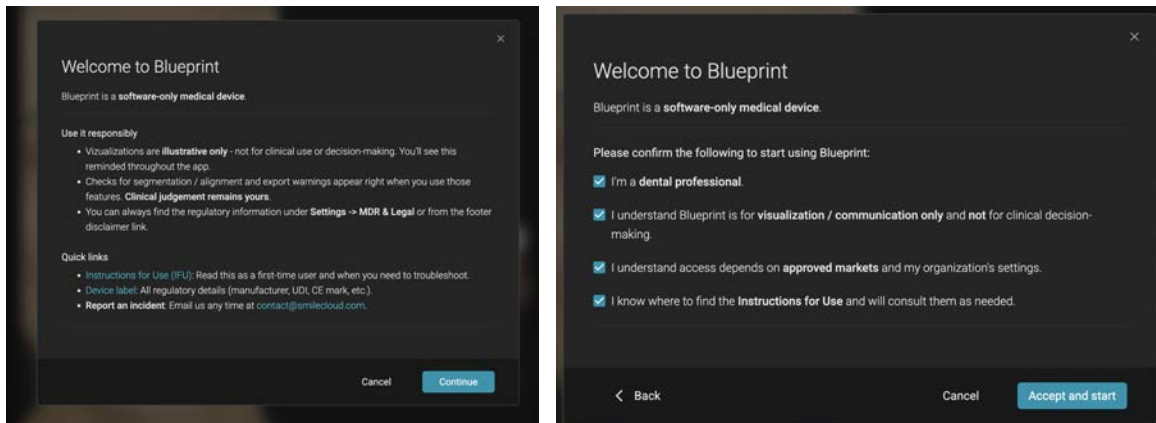 Welcome to Blueprint
Blueprint is a software-only medical device.
Use it responsibly
• Vizualizations are illustrative only - not for clinical use or decision-making. You'll see this
reminded throughout the app.
• Checks for segmentation / alignment and export warnings appear right when you use those
features. Clinical judgement remains yours.
• You can always find the regulatory information under Settings -> MDR & Legal or from the footer
disclaimer link.
Quick links
• Instructions for Use (IFU): Read this as a first-time user and when you need to troubleshoot.
• Device label: All regulatory details (manufacturer, UDI, CE mark, etc.).
• Report an incident: Email us any time at contact@smilecloud.com.
Cancel Continue
Welcome to Blueprint
Blueprint is a software-only medical device.
Please confirm the following to start using Blueprint:
I'm a dental professional.
I understand Blueprint is for visualization / communication only and not for clinical decision-
making.
I understand access depends on approved markets and my organization's settings.
I know where to find the Instructions for Use and will consult them as needed.
Back Cancel Accept and start